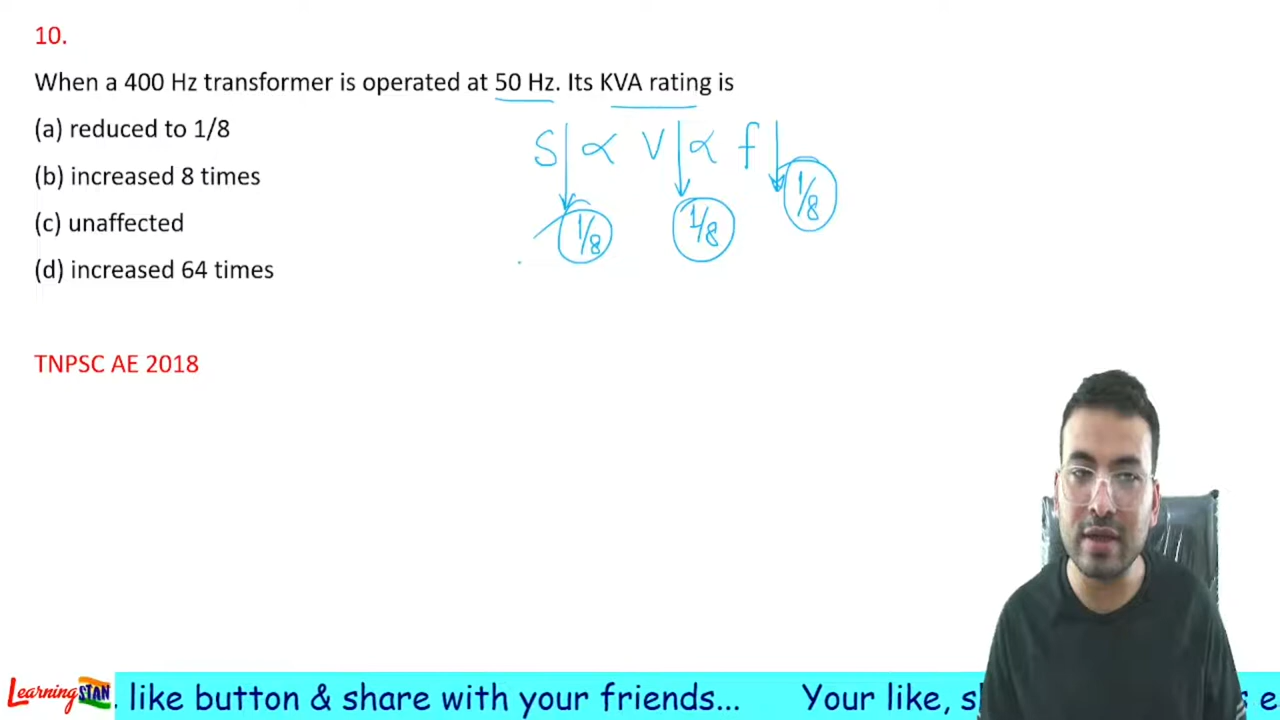 10.
When a 400 Hz transformer is operated at 50 Hz. Its KVA rating is
(a) reduced to 1/8
S ∝ V ∝ f
(b) increased 8 times
1/8 1/8 1/8
(c) unaffected
(d) increased 64 times
TNPSC AE 2018
LearningSTAN like button & share with your friends... Your like, s